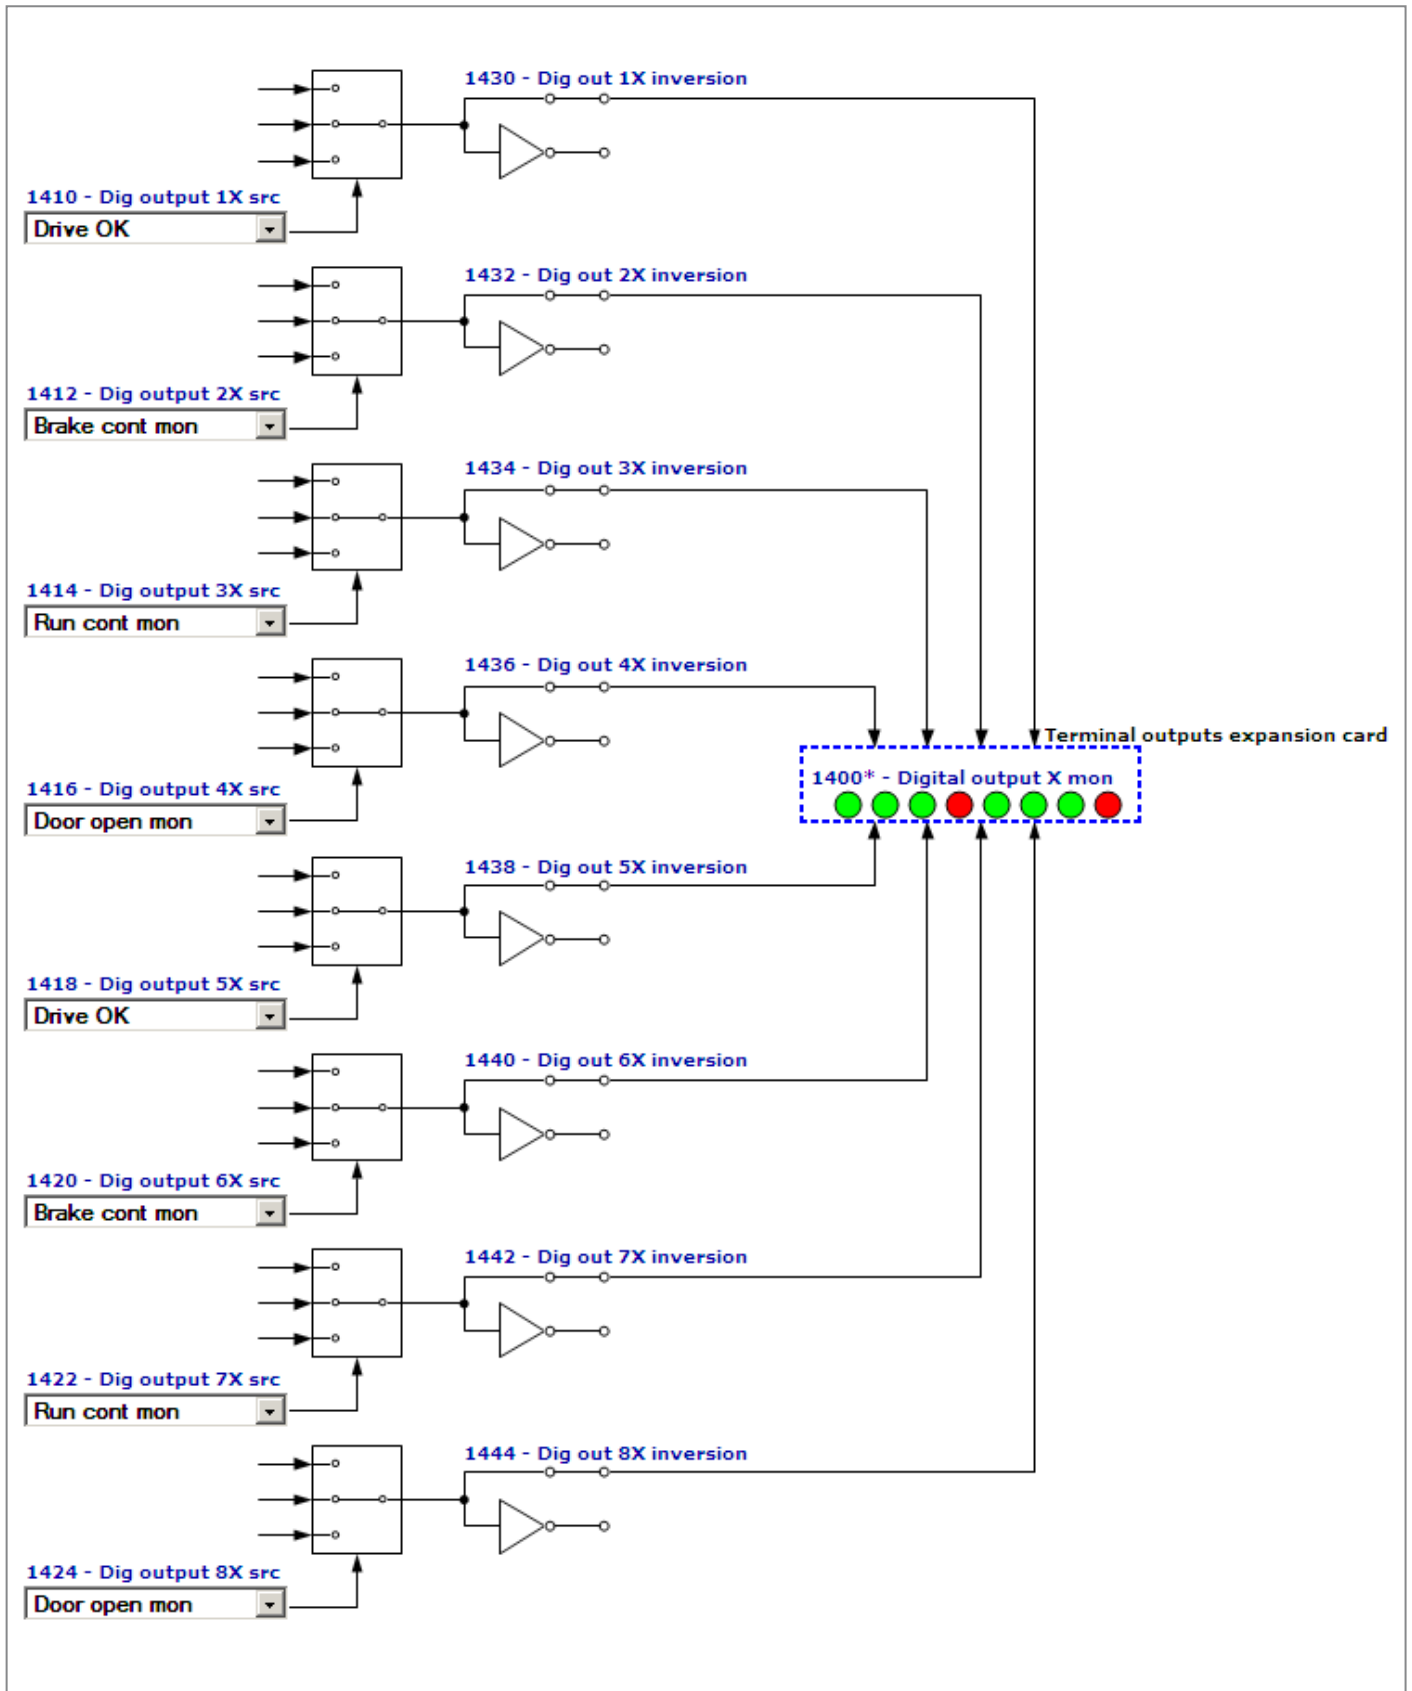 1430 - Dig out 1X inversion
1410 - Dig output 1X src
Drive OK
1432 - Dig out 2X inversion
1412 - Dig output 2X src
Brake cont mon
1434 - Dig out 3X inversion
1414 - Dig output 3X src
Run cont mon
1436 - Dig out 4X inversion
Terminal outputs expansion card
1400* - Digital output X mon
1416 - Dig output 4X src
Door open mon
1438 - Dig out 5X inversion
1418 - Dig output 5X src
Drive OK
1440 - Dig out 6X inversion
1420 - Dig output 6X src
Brake cont mon
1442 - Dig out 7X inversion
1422 - Dig output 7X src
Run cont mon
1444 - Dig out 8X inversion
1424 - Dig output 8X src
Door open mon